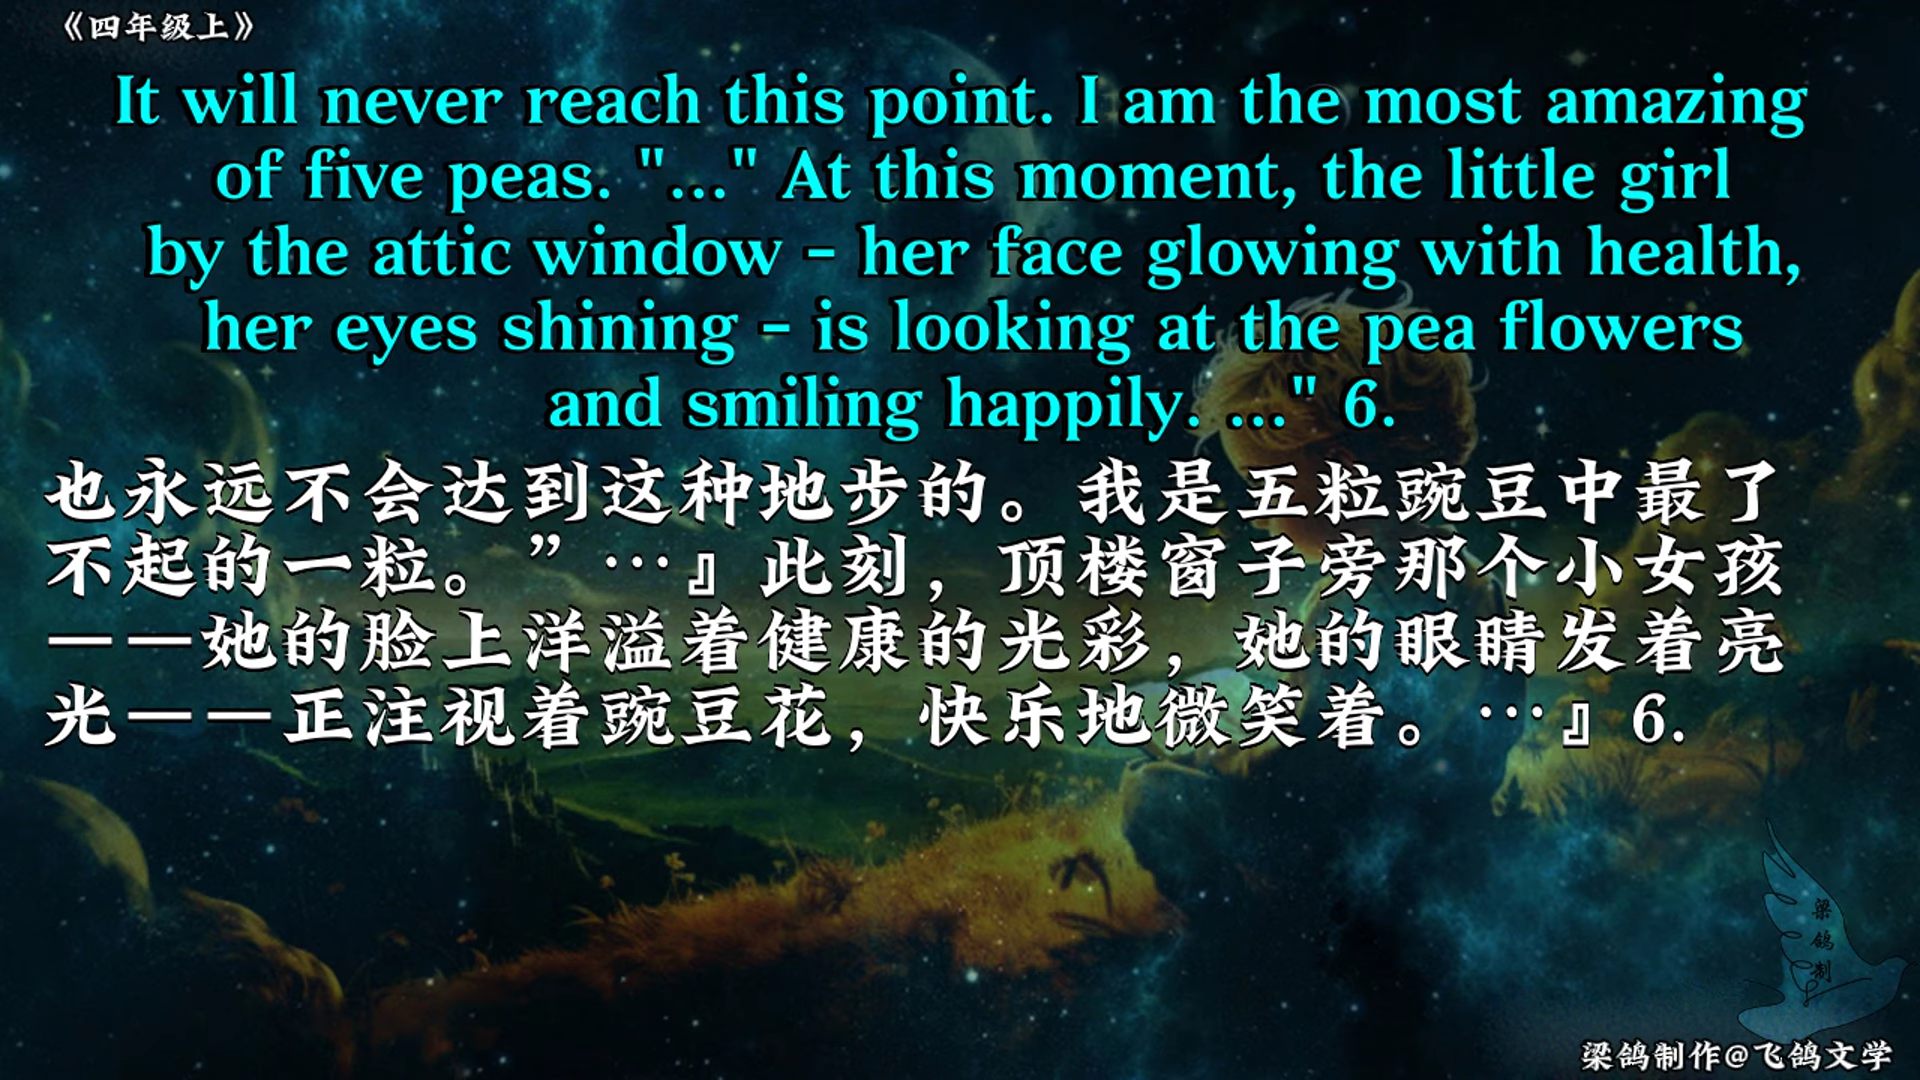 《四年级上》
It will never reach this point. I am the most amazing
of five peas. "..." At this moment, the little girl
by the attic window - her face glowing with health,
her eyes shining - is looking at the pea flowers
and smiling happily. ..." 6.
也永远不会达到这种地步的。我是五粒豌豆中最了
不起的一粒。”…』此刻，顶楼窗子旁那个小女孩
——她的脸上洋溢着健康的光彩，她的眼睛发着亮
光——正注视着豌豆花，快乐地微笑着。…』6.
梁
鸽
制
梁鸽制作@飞鸽文学